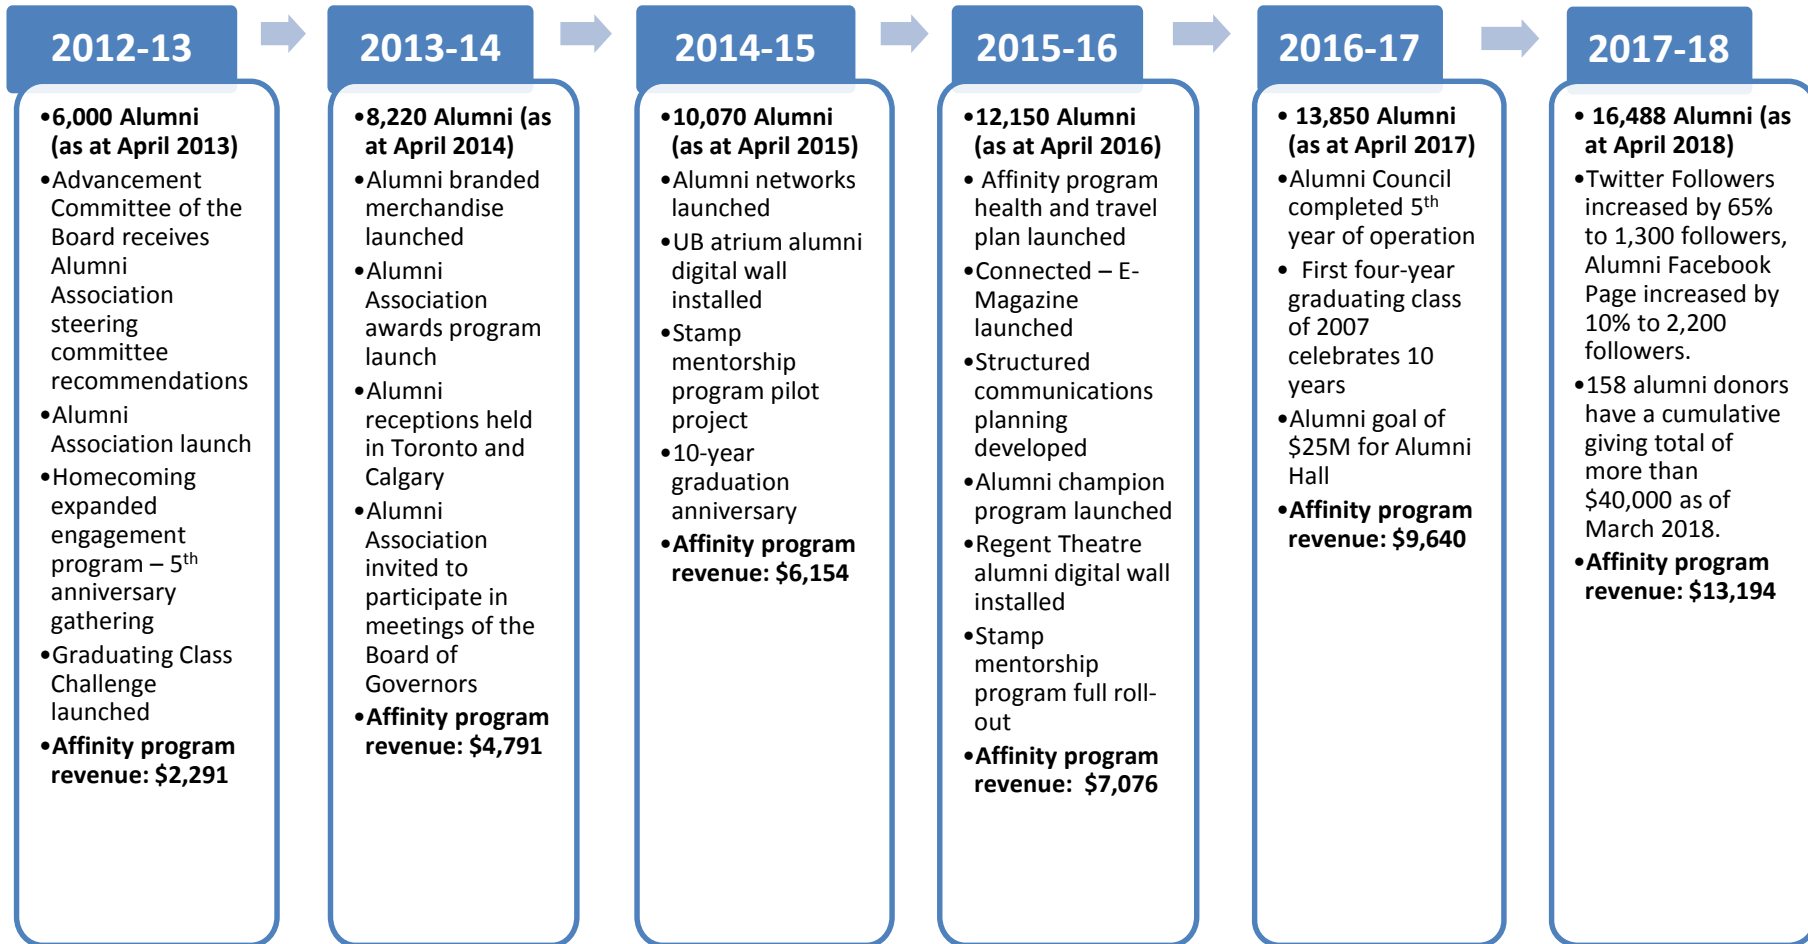 2012-13
•6,000 Alumni
(as at April 2013)
•Advancement
Committee of the
Board receives
Alumni
Association
steering
committee
recommendations
•Alumni
Association launch
•Homecoming
expanded
engagement
program – 5th
anniversary
gathering
•Graduating Class
Challenge
launched
•Affinity program
revenue: $2,291
2013-14
•8,220 Alumni (as
at April 2014)
•Alumni branded
merchandise
launched
•Alumni
Association
awards program
launch
•Alumni
receptions held
in Toronto and
Calgary
•Alumni
Association
invited to
participate in
meetings of the
Board of
Governors
•Affinity program
revenue: $4,791
2014-15
•10,070 Alumni
(as at April 2015)
•Alumni networks
launched
•UB atrium alumni
digital wall
installed
•Stamp
mentorship
program pilot
project
•10-year
graduation
anniversary
•Affinity program
revenue: $6,154
2015-16
•12,150 Alumni
(as at April 2016)
• Affinity program
health and travel
plan launched
•Connected – E-
Magazine
launched
•Structured
communications
planning
developed
•Alumni champion
program launched
•Regent Theatre
alumni digital wall
installed
•Stamp
mentorship
program full roll-
out
•Affinity program
revenue: $7,076
2016-17
• 13,850 Alumni
(as at April 2017)
•Alumni Council
completed 5th
year of operation
• First four-year
graduating class
of 2007
celebrates 10
years
•Alumni goal of
$25M for Alumni
Hall
•Affinity program
revenue: $9,640
2017-18
• 16,488 Alumni (as
at April 2018)
•Twitter Followers
increased by 65%
to 1,300 followers,
Alumni Facebook
Page increased by
10% to 2,200
followers.
•158 alumni donors
have a cumulative
giving total of
more than
$40,000 as of
March 2018.
•Affinity program
revenue: $13,194